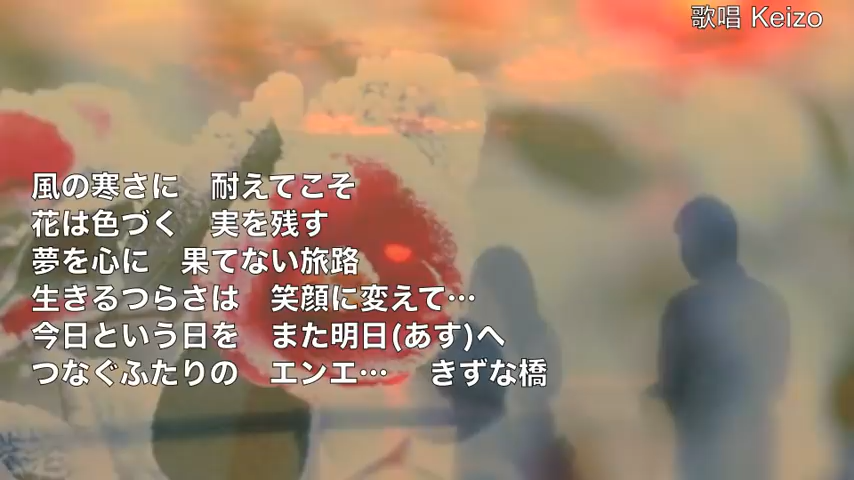 歌唱 Keizo
風の寒さに　耐えてこそ
花は色づく　実を残す
夢を心に　果てない旅路
生きるつらさは　笑顔に変えて…
今日という日を　また明日(あす)へ
つなぐふたりの　エンエ…　きずな橋